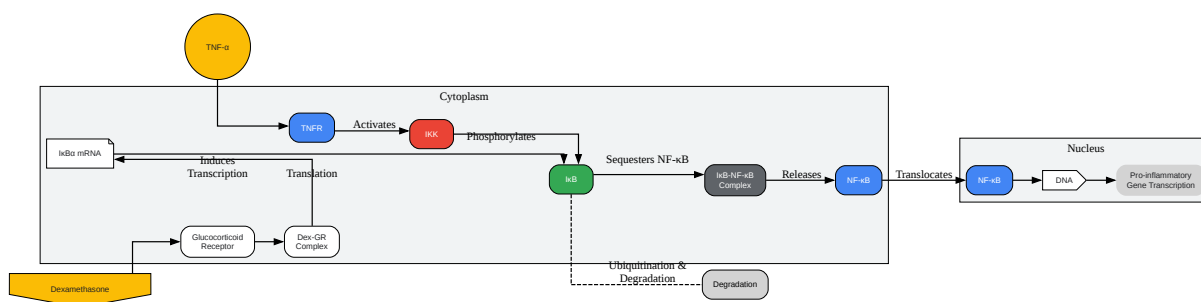 TNF-α
Cytoplasm
TNFR
Activates
IKK
Phosphorylates
IκBα mRNA
Induces
Transcription
Translation
IκB
Sequesters NF-κB
IκB-NF-κB
Complex
Releases
NF-κB
Translocates
Nucleus
NF-κB
DNA
Pro-inflammatory
Gene Transcription
Glucocorticoid
Receptor
Dex-GR
Complex
Ubiquitination &
Degradation
Degradation
Dexamethasone